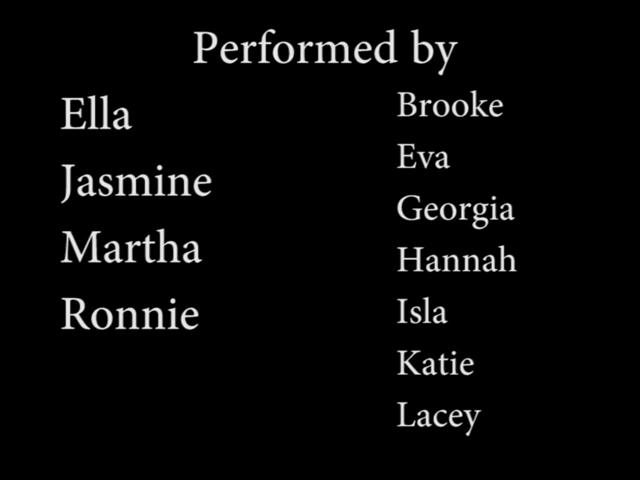 Performed by
Ella
Jasmine
Martha
Ronnie
Brooke
Eva
Georgia
Hannah
Isla
Katie
Lacey